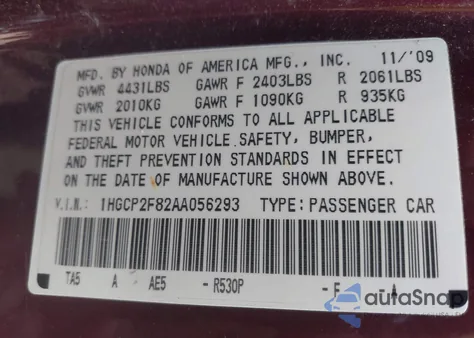 MFD. BY HONDA OF AMERICA MFG., INC. 11/'09
GVWR 4431LBS GAWR F 2403LBS R 2061LBS
GVWR 2010KG GAWR F 1090KG R 935KG
THIS VEHICLE CONFORMS TO ALL APPLICABLE
FEDERAL MOTOR VEHICLE SAFETY, BUMPER,
AND THEFT PREVENTION STANDARDS IN EFFECT
ON THE DATE OF MANUFACTURE SHOWN ABOVE.
V.I.N.: 1HGCP2F82AA056293 TYPE: PASSENGER CAR
TA5 A AE5 - R530P - F A
autoSnap